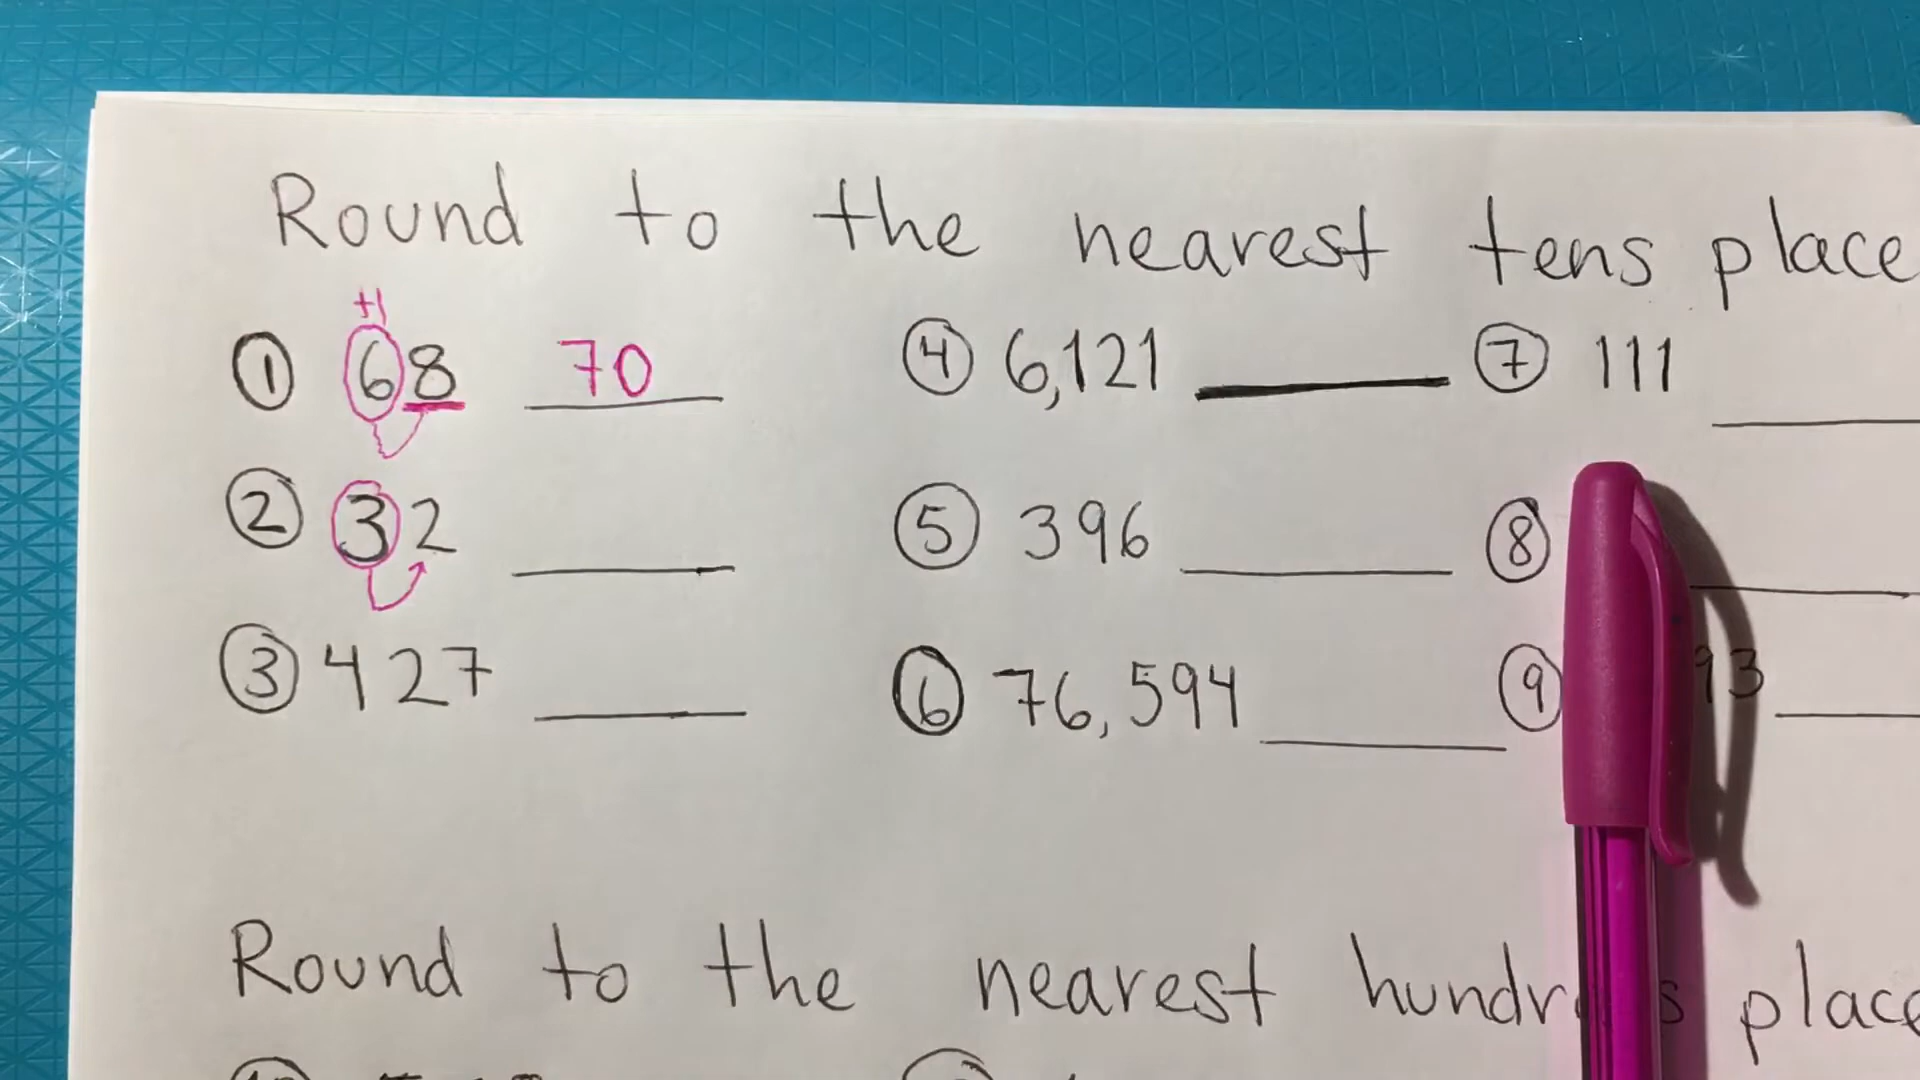 Round to the nearest tens place
+1
① 68 70 ④ 6,121 ⑦ 111
② 32 ⑤ 396 ⑧
③ 427 ⑥ 76,594 ⑨ 93
Round to the nearest place